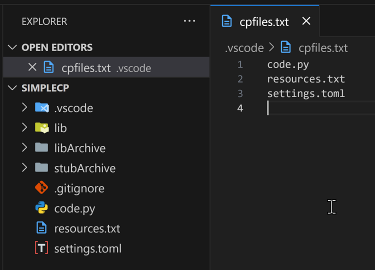 EXPLORER
···
OPEN EDITORS
cpfiles.txt .vscode
SIMPLECP
.vscode
lib
libArchive
stubArchive
.gitignore
code.py
resources.txt
settings.toml
cpfiles.txt
.vscode > cpfiles.txt
1 code.py
2 resources.txt
3 settings.toml
4